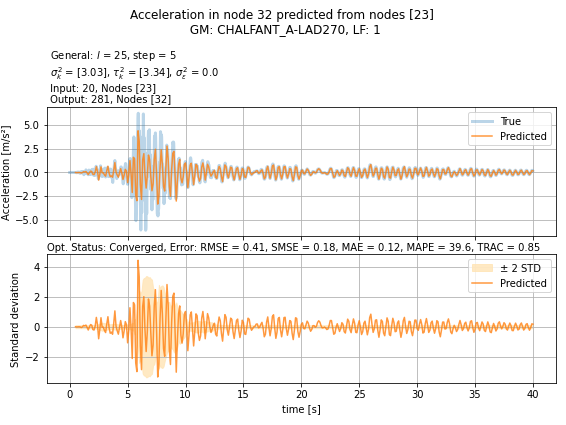 Acceleration in node 32 predicted from nodes [23]
GM: CHALFANT_A-LAD270, LF: 1
General: l = 25, step = 5
σ²ₖ = [3.03], τ²ₖ = [3.34], σ²ε = 0.0
Input: 20, Nodes [23]
Output: 281, Nodes [32]
Acceleration [m/s²]
5.0
2.5
0.0
−2.5
−5.0
True
Predicted
Opt. Status: Converged, Error: RMSE = 0.41, SMSE = 0.18, MAE = 0.12, MAPE = 39.6, TRAC = 0.85
Standard deviation
4
2
0
−2
± 2 STD
Predicted
0 5 10 15 20 25 30 35 40
time [s]